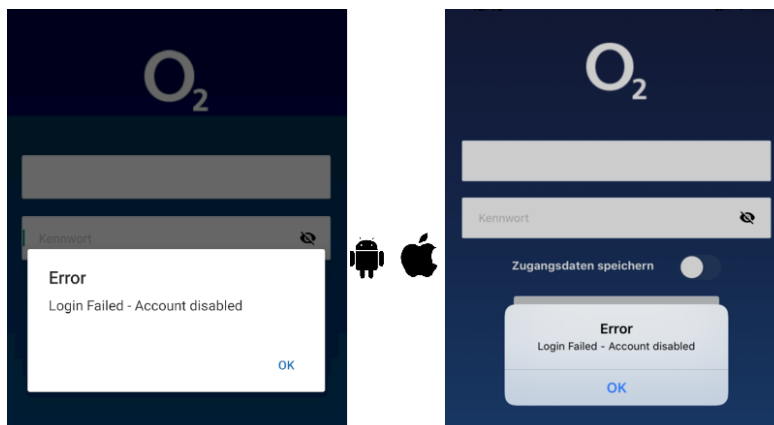 O2
Kennwort
Error
Login Failed - Account disabled
OK
O2
Kennwort
Zugangsdaten speichern
Error
Login Failed - Account disabled
OK